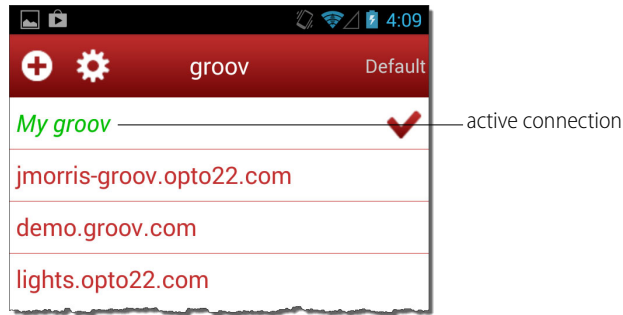 4:09
groov
Default
My groov
active connection
jmorris-groov.opto22.com
demo.groov.com
lights.opto22.com